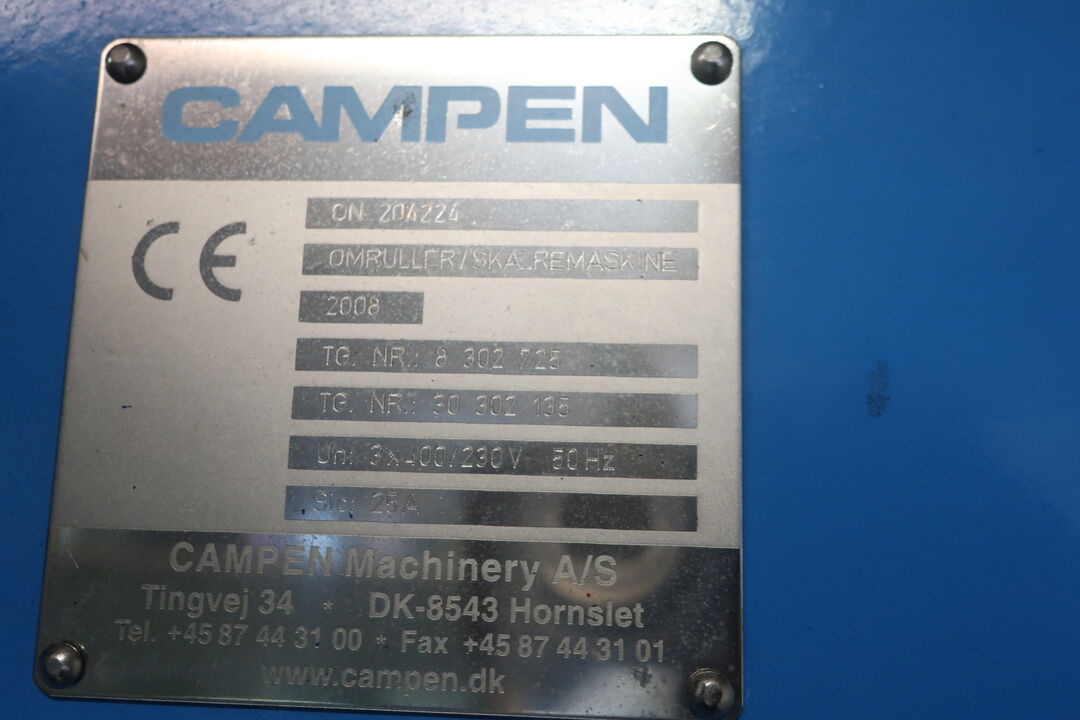 CAMPEN
CE
ON 204224
OMRULLER/SKÆREMASKINE
2008
TG. NR.: 8 302 725
TG. NR.: 30 302 135
Un: 3x400/230V 50Hz
25A
CAMPEN Machinery A/S
Tingvej 34 * DK-8543 Hornslet
Tel. +45 87 44 31 00 * Fax +45 87 44 31 01
www.campen.dk